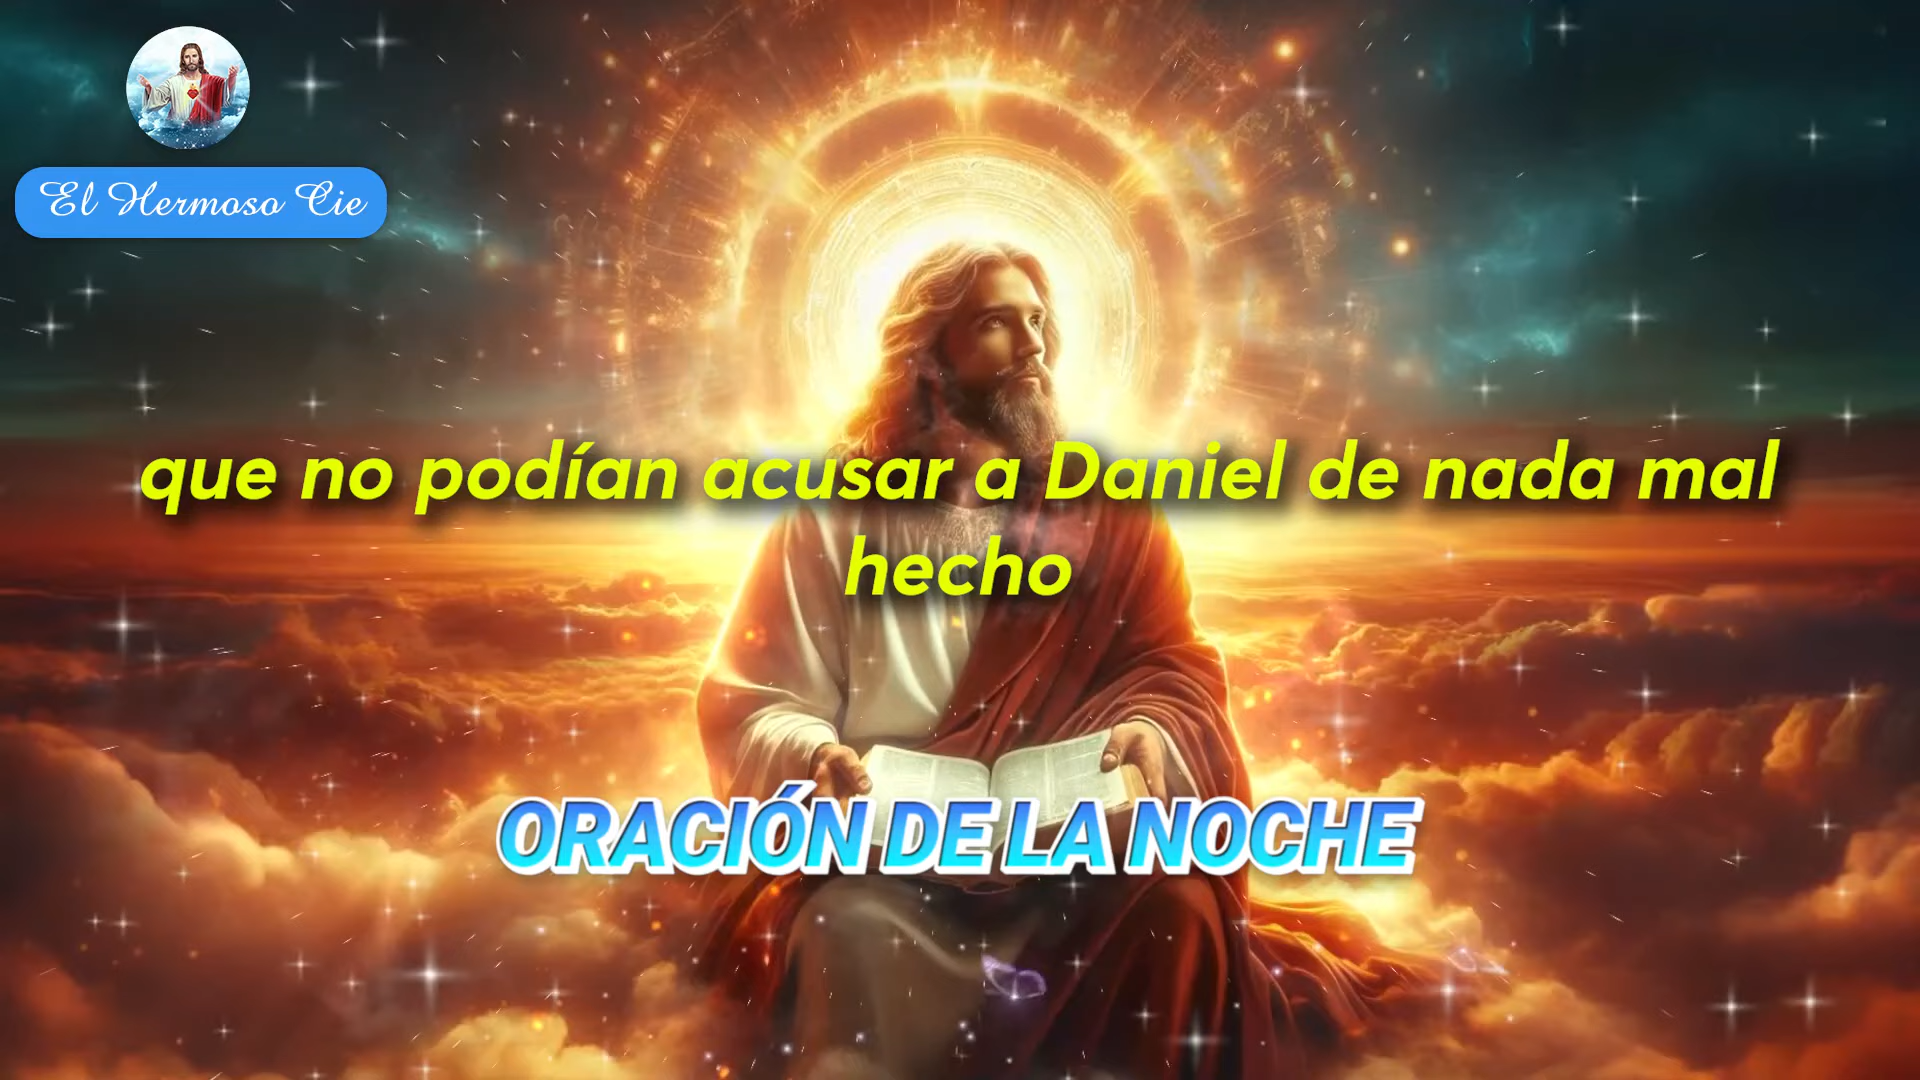 El Hermoso Cie
que no podían acusar a Daniel de nada mal
hecho
ORACIÓN DE LA NOCHE